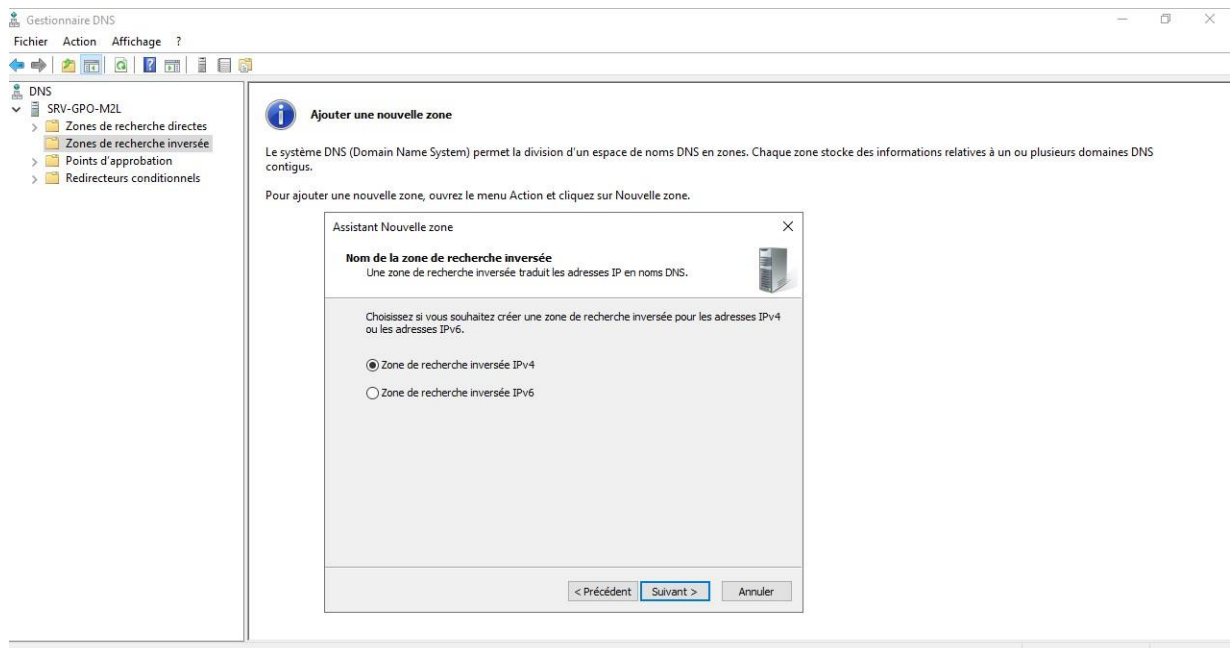 Gestionnaire DNS
Fichier Action Affichage ?
DNS
SRV-GPO-M2L
Zones de recherche directes
Zones de recherche inversée
Points d'approbation
Redirecteurs conditionnels
Ajouter une nouvelle zone
Le système DNS (Domain Name System) permet la division d'un espace de noms DNS en zones. Chaque zone stocke des informations relatives à un ou plusieurs domaines DNS
contigus.
Pour ajouter une nouvelle zone, ouvrez le menu Action et cliquez sur Nouvelle zone.
Assistant Nouvelle zone
Nom de la zone de recherche inversée
Une zone de recherche inversée traduit les adresses IP en noms DNS.
Choisissez si vous souhaitez créer une zone de recherche inversée pour les adresses IPv4
ou les adresses IPv6.
Zone de recherche inversée IPv4
Zone de recherche inversée IPv6
< Précédent Suivant > Annuler